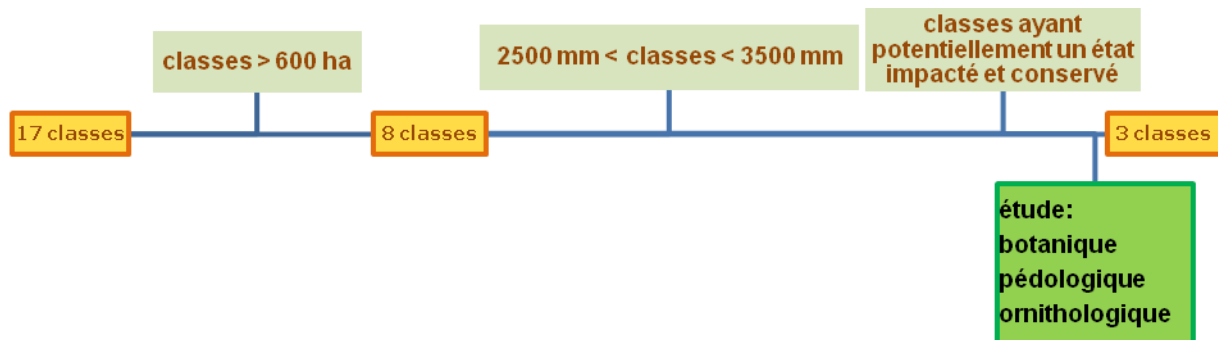 classes > 600 ha
2500 mm < classes < 3500 mm
classes ayant
potentiellement un état
impacté et conservé
17 classes
8 classes
3 classes
étude:
botanique
pédologique
ornithologique